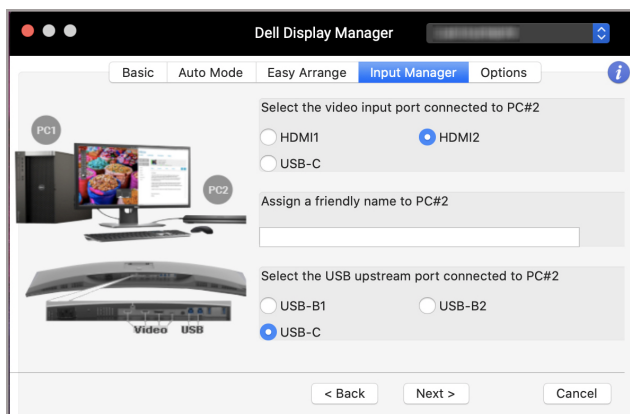 Dell Display Manager
Basic
Auto Mode
Easy Arrange
Input Manager
Options
i
PC1
PC2
Video
USB
Select the video input port connected to PC#2
HDMI1
HDMI2
USB-C
Assign a friendly name to PC#2
Select the USB upstream port connected to PC#2
USB-B1
USB-B2
USB-C
< Back
Next >
Cancel